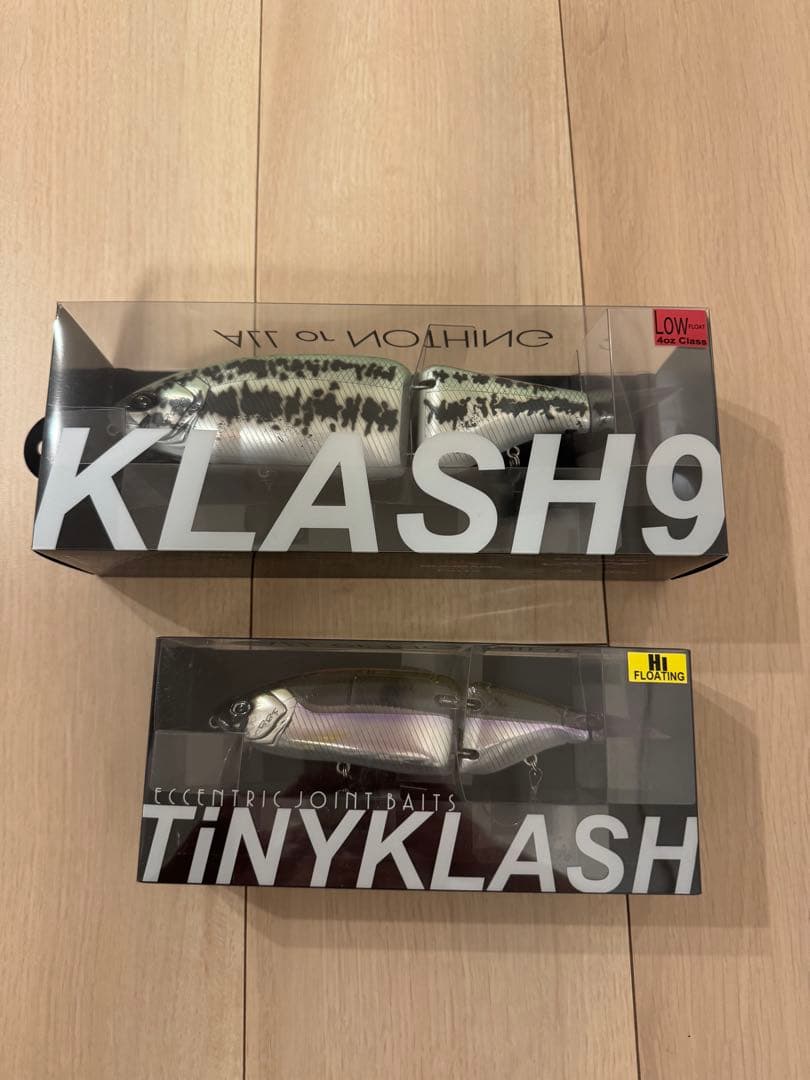 ALL or NOTHING
LOW FLOAT
4oz Class
KLASH9
Hi
FLOATING
ECCENTRIC JOINT BAITS
TiNYKLASH